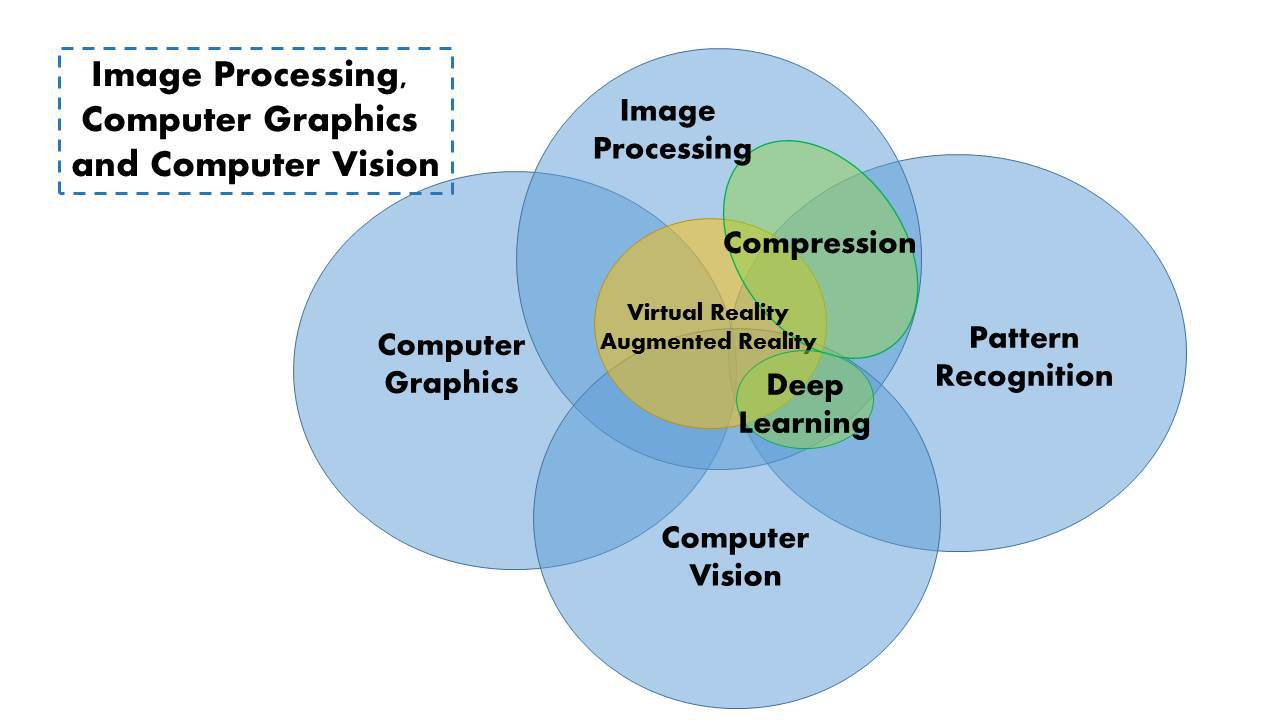 Image Processing,
Computer Graphics
and Computer Vision
Image
Processing
Compression
Virtual Reality
Augmented Reality
Computer
Graphics
Pattern
Recognition
Deep
Learning
Computer
Vision